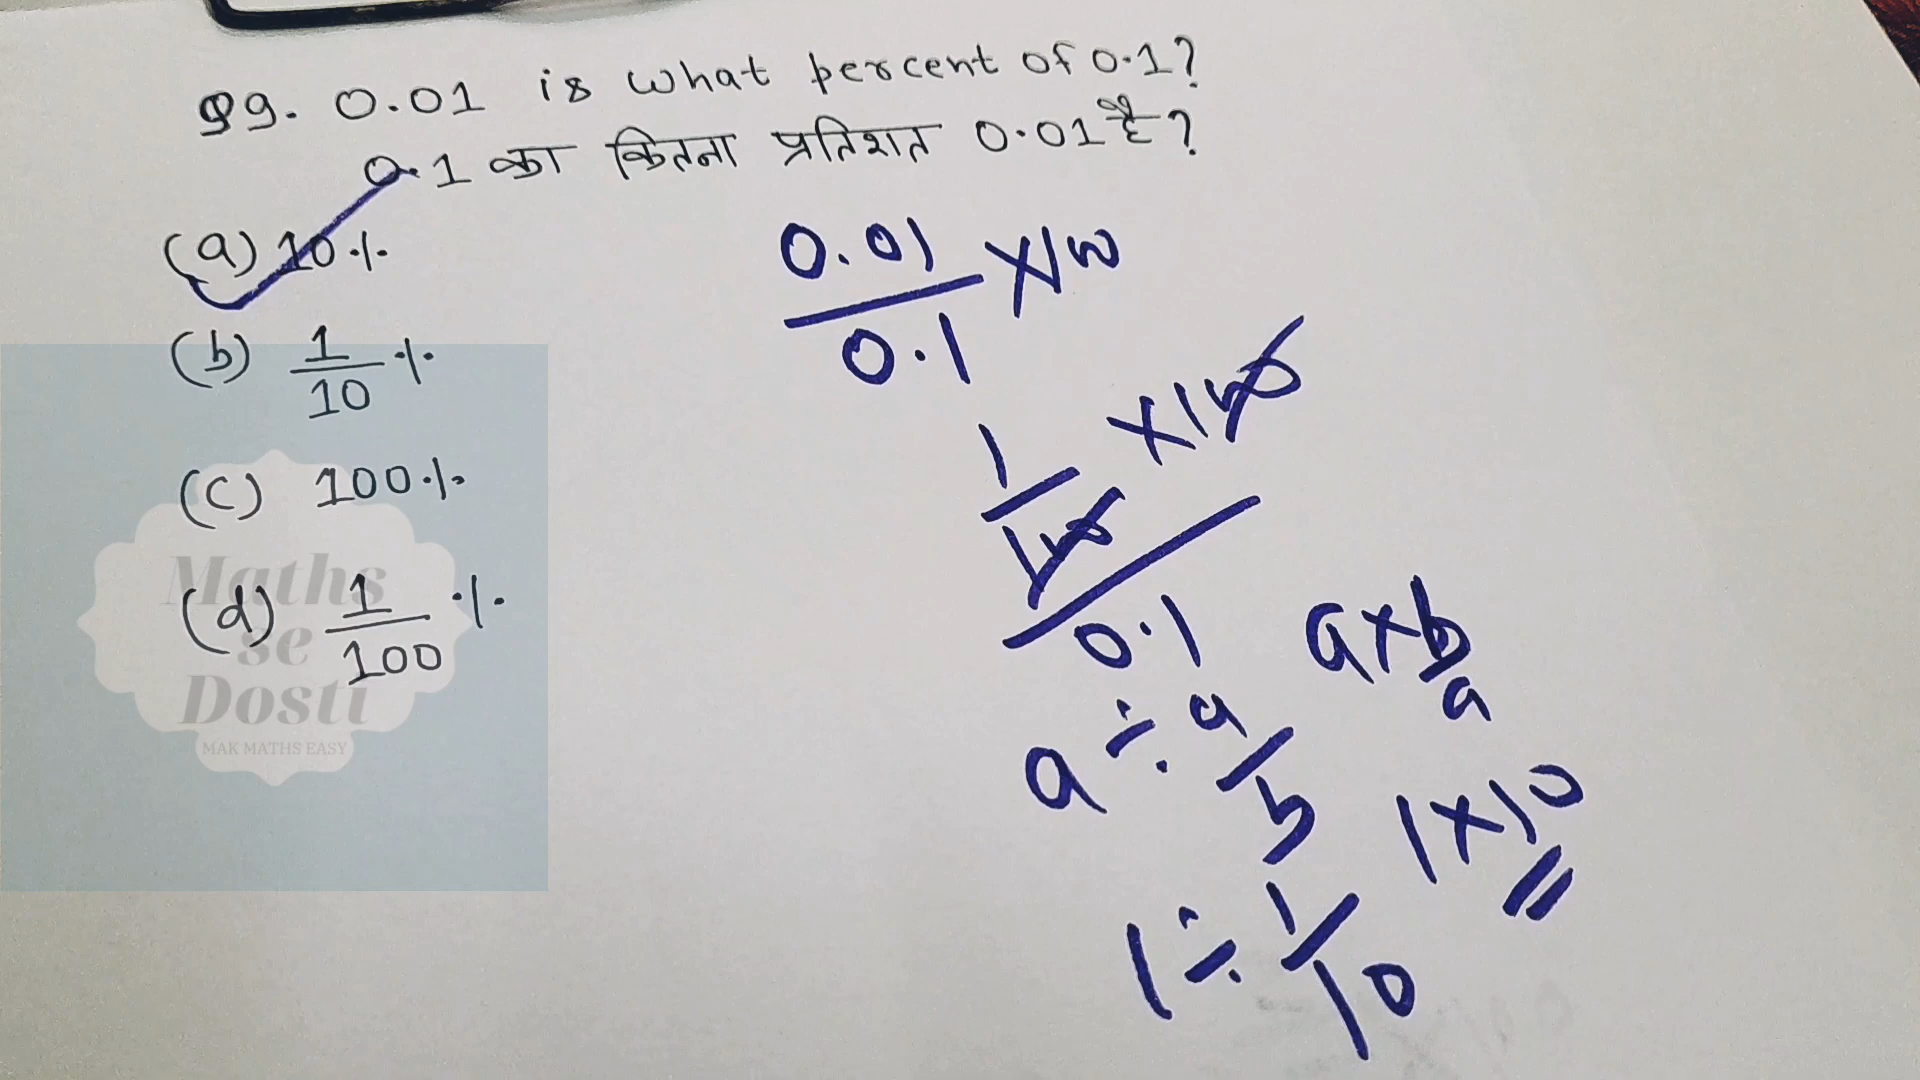 Q9. 0.01 is what percent of 0.1?
0.1 का कितना प्रतिशत 0.01 है?
(a) 10%
(b) 1/10 %
(c) 100%
(d) 1/100 %
0.01/0.1 ×100
1/100 ×100
0.1
a×b/a
a ÷ a/b
1×10
1 ÷ 1/10
Maths
se
Dosti
MAK MATHS EASY